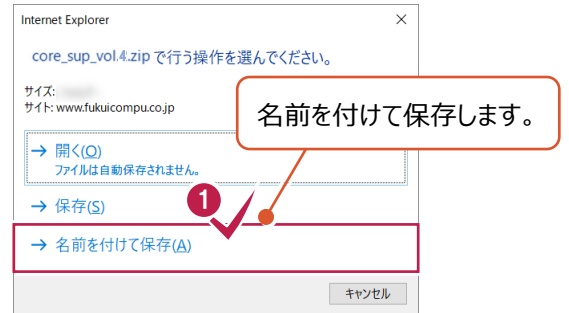 Internet Explorer
core_sup_vol.4.zip で行う操作を選んでください。
サイズ:
サイト: www.fukuicompu.co.jp
名前を付けて保存します。
→ 開く(O)
ファイルは自動保存されません。
→ 保存(S)
1
→ 名前を付けて保存(A)
キャンセル